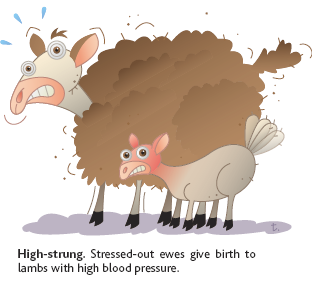 High-strung. Stressed-out ewes give birth to
lambs with high blood pressure.